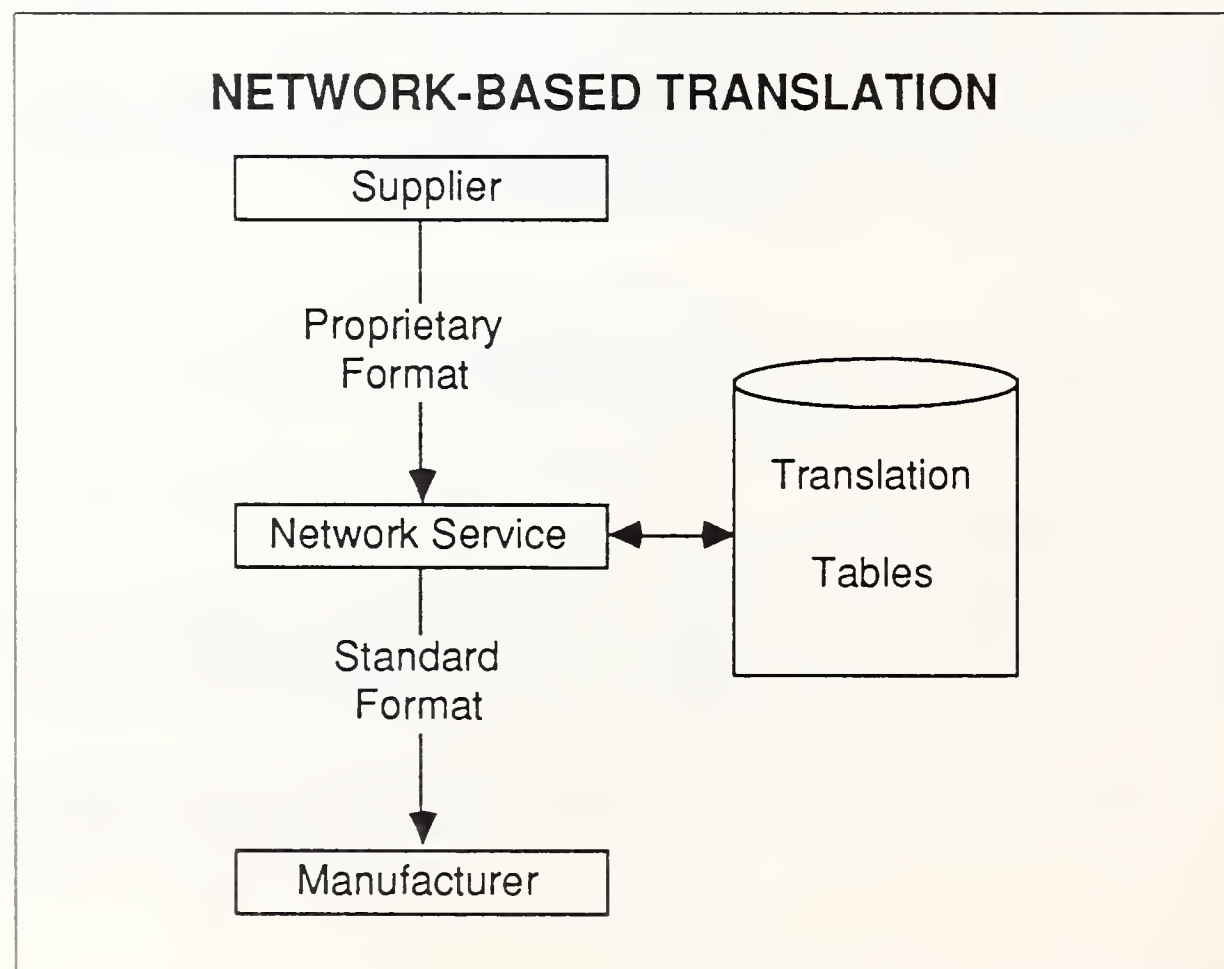 NETWORK-BASED TRANSLATION
Supplier
Proprietary
Format
Network Service
Translation
Tables
Standard
Format
Manufacturer